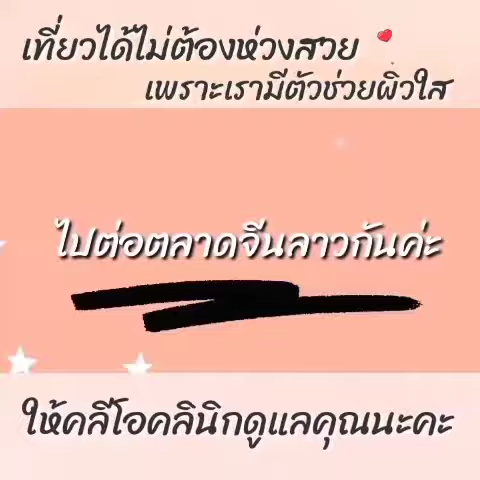 เที่ยวได้ไม่ต้องห่วงสวย
เพราะเรามีตัวช่วยผิวใส
ไปต่อตลาดจีนลาวกันค่ะ
ให้คลีโอคลินิกดูแลคุณนะคะ